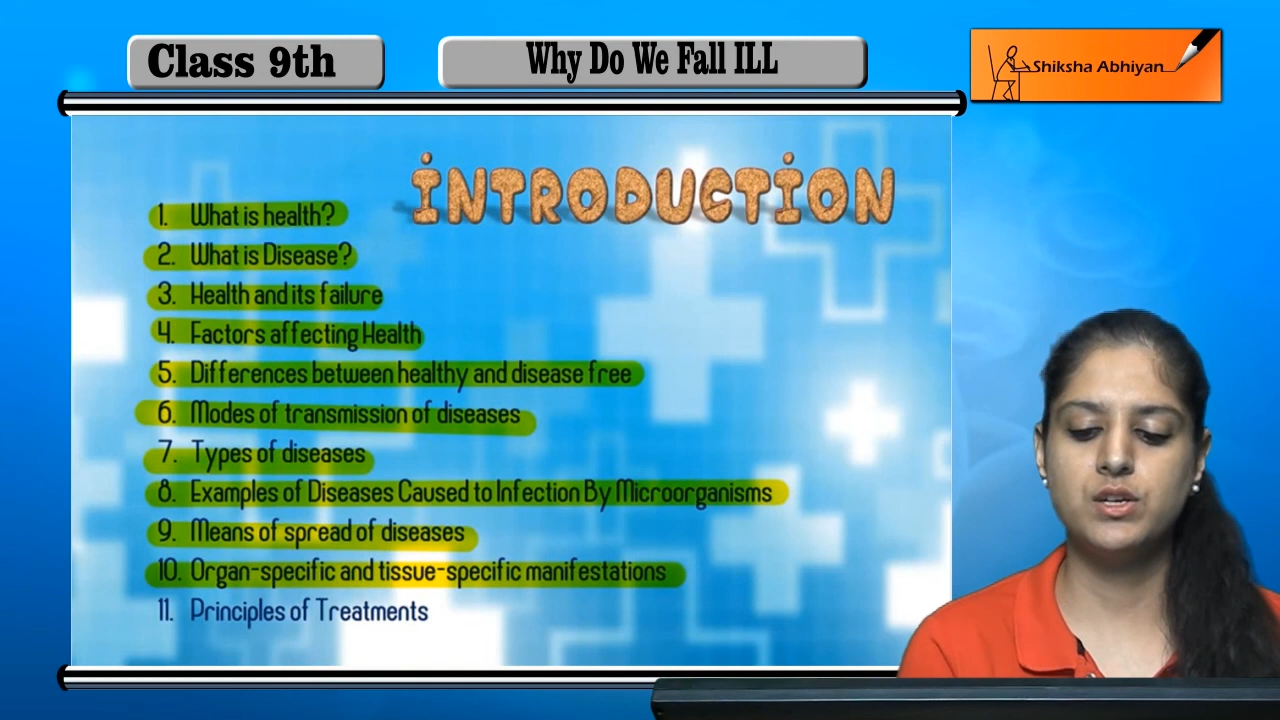 Class 9th
Why Do We Fall ILL
Shiksha Abhiyan
INTRODUCTION
1. What is health?
2. What is Disease?
3. Health and its failure
4. Factors affecting Health
5. Differences between healthy and disease free
6. Modes of transmission of diseases
7. Types of diseases
8. Examples of Diseases Caused to Infection By Microorganisms
9. Means of spread of diseases
10. Organ-specific and tissue-specific manifestations
11. Principles of Treatments